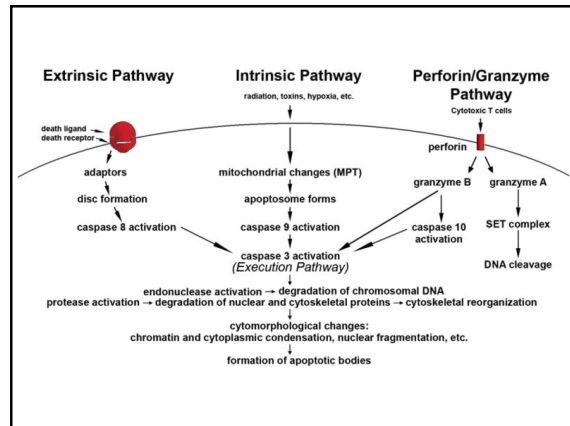 Extrinsic Pathway
Intrinsic Pathway
radiation, toxins, hypoxia, etc.
Perforin/Granzyme
Pathway
Cytotoxic T cells
death ligand
death receptor
perforin
adaptors
disc formation
caspase 8 activation
mitochondrial changes (MPT)
apoptosome forms
caspase 9 activation
granzyme B
granzyme A
caspase 10
activation
SET complex
DNA cleavage
caspase 3 activation
(Execution Pathway)
endonuclease activation → degradation of chromosomal DNA
protease activation → degradation of nuclear and cytoskeletal proteins → cytoskeletal reorganization
cytomorphological changes:
chromatin and cytoplasmic condensation, nuclear fragmentation, etc.
formation of apoptotic bodies